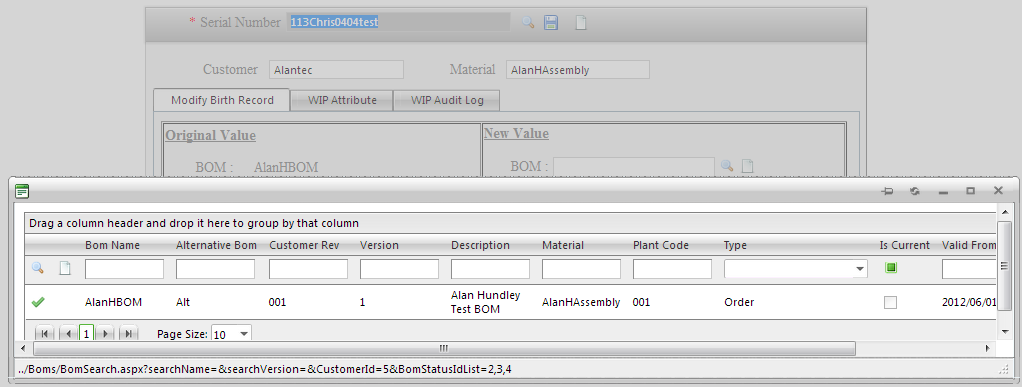 * Serial Number 113Chris0404test
Customer Alantec Material AlanHAssembly
Modify Birth Record WIP Attribute WIP Audit Log
Original Value New Value
BOM : AlanHBOM BOM :
Drag a column header and drop it here to group by that column
Bom Name Alternative Bom Customer Rev Version Description Material Plant Code Type Is Current Valid From
AlanHBOM Alt 001 1 Alan Hundley Test BOM AlanHAssembly 001 Order 2012/06/01
1 Page Size: 10
../Boms/BomSearch.aspx?searchName=&searchVersion=&CustomerId=5&BomStatusIdList=2,3,4